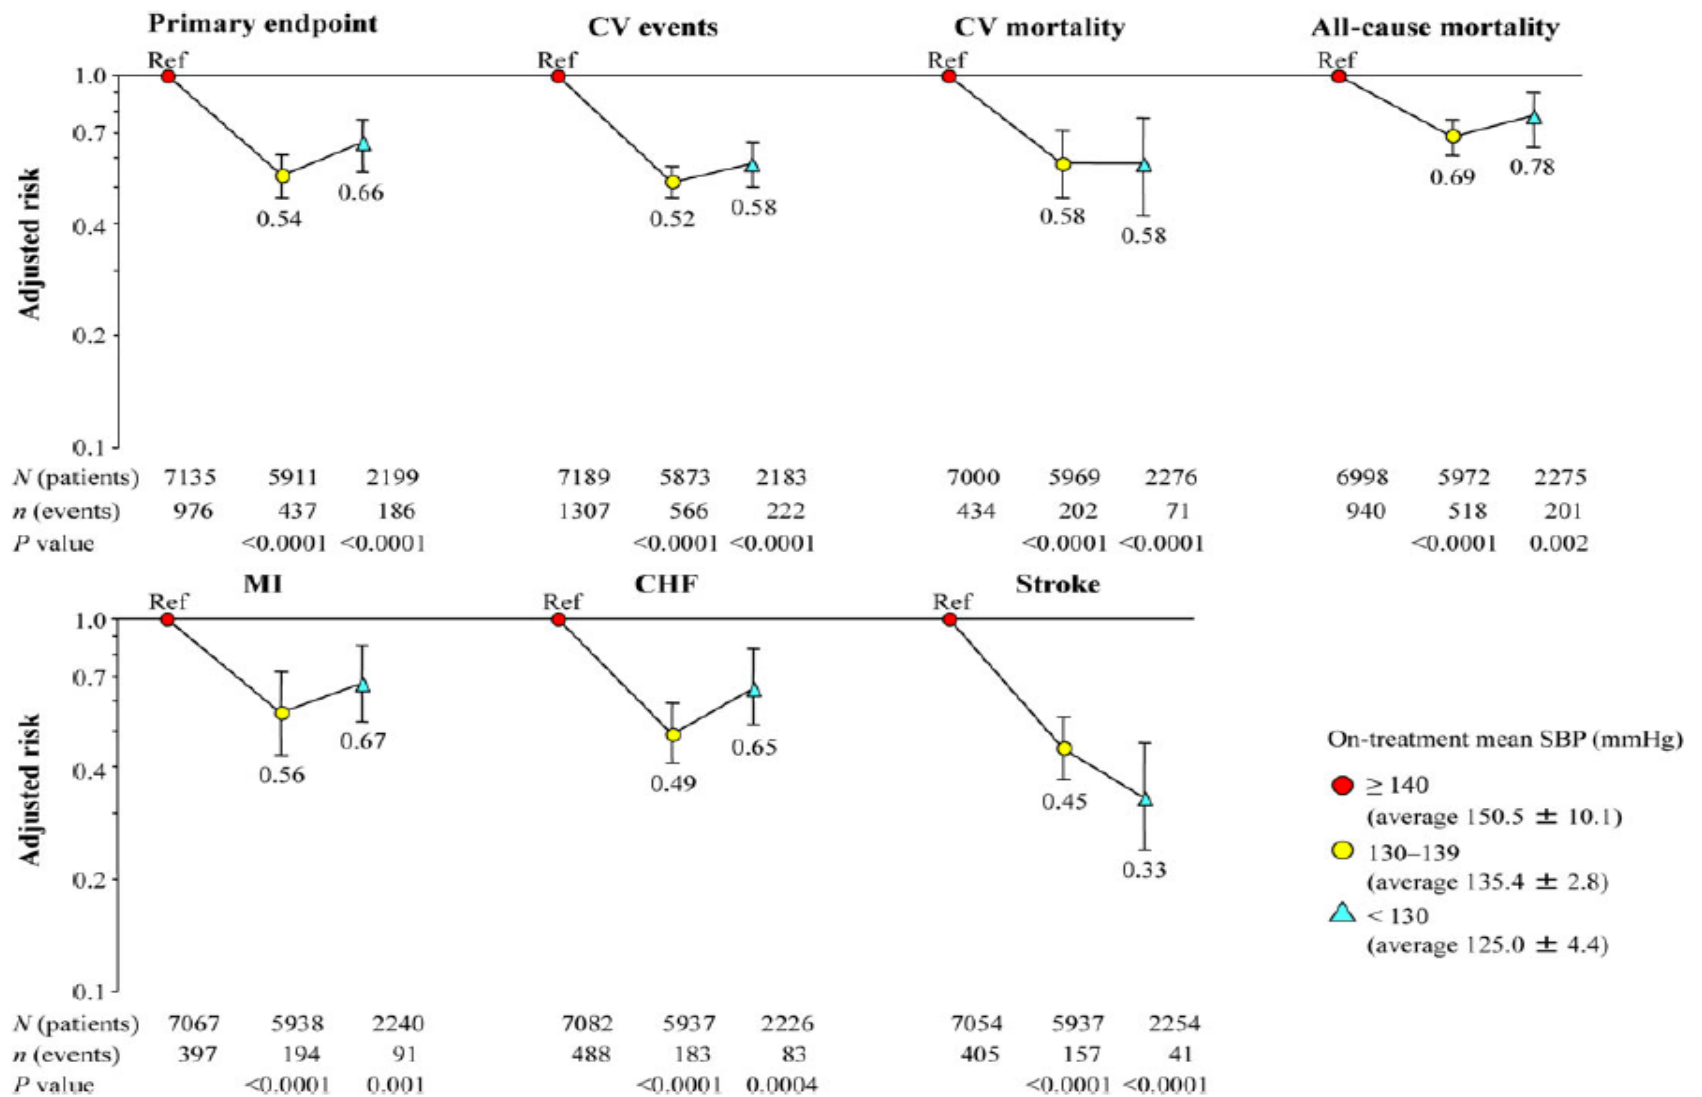 Primary endpoint CV events CV mortality All-cause mortality
Ref Ref Ref Ref
1.0
0.7
0.54 0.66 0.52 0.58 0.58 0.58 0.69 0.78
0.4
0.2
0.1
Adjusted risk
N (patients) 7135 5911 2199 7189 5873 2183 7000 5969 2276 6998 5972 2275
n (events) 976 437 186 1307 566 222 434 202 71 940 518 201
P value <0.0001 <0.0001 <0.0001 <0.0001 <0.0001 <0.0001 <0.0001 0.002
MI CHF Stroke
Ref Ref Ref
1.0
0.7
0.56 0.67 0.49 0.65 0.45 0.33
0.4
0.2
0.1
Adjusted risk
On-treatment mean SBP (mmHg)
≥ 140
(average 150.5 ± 10.1)
130–139
(average 135.4 ± 2.8)
< 130
(average 125.0 ± 4.4)
N (patients) 7067 5938 2240 7082 5937 2226 7054 5937 2254
n (events) 397 194 91 488 183 83 405 157 41
P value <0.0001 0.001 <0.0001 0.0004 <0.0001 <0.0001